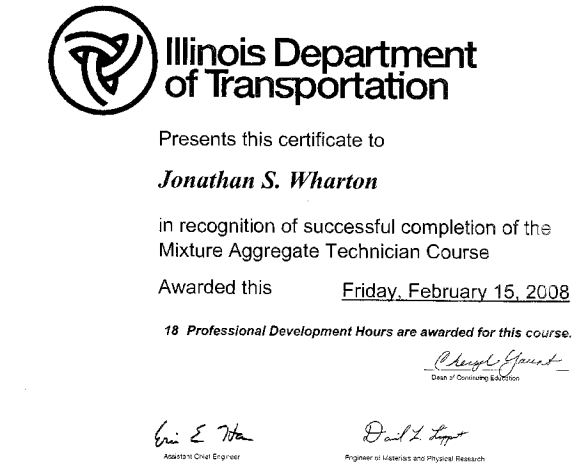 Illinois Department
of Transportation
Presents this certificate to
Jonathan S. Wharton
in recognition of successful completion of the
Mixture Aggregate Technician Course
Awarded this Friday, February 15, 2008
18 Professional Development Hours are awarded for this course.
Dean of Continuing Education
Assistant Chief Engineer
Engineer of Materials and Physical Research